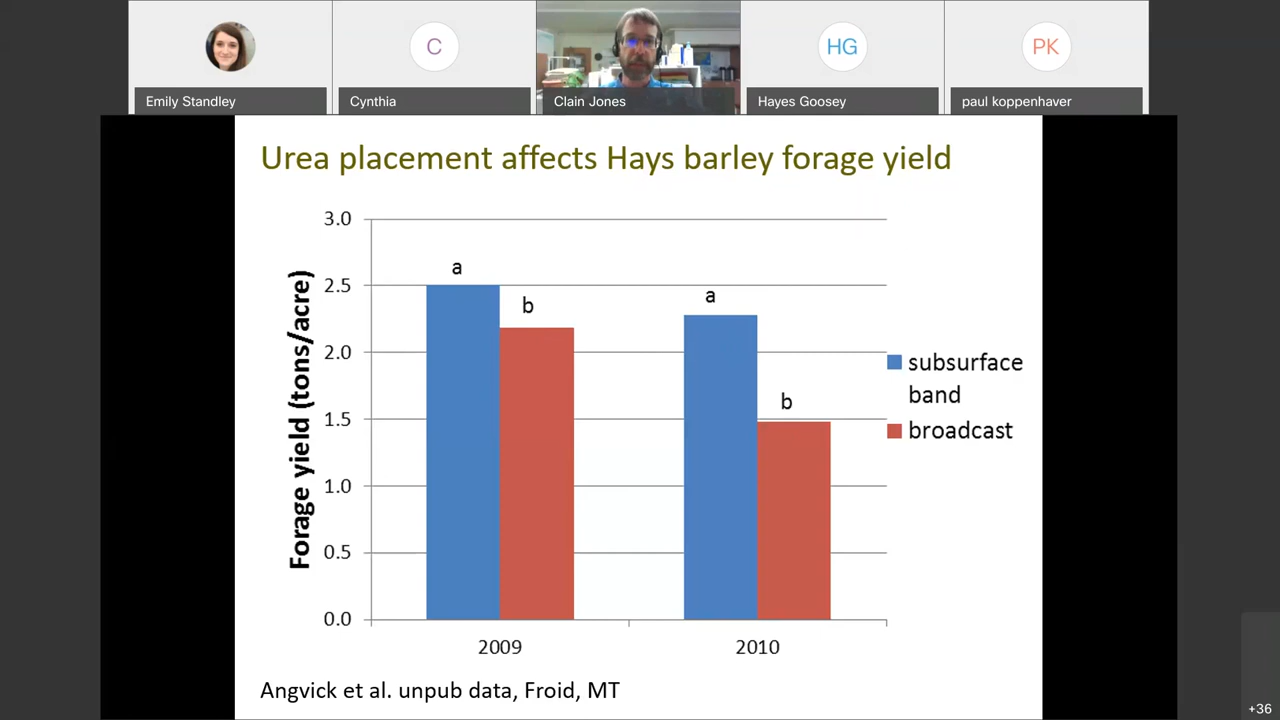 C
HG
PK
Emily Standley
Cynthia
Clain Jones
Hayes Goosey
paul koppenhaver
Urea placement affects Hays barley forage yield
Forage yield (tons/acre)
3.0
2.5
2.0
1.5
1.0
0.5
0.0
a
b
a
b
2009
2010
subsurface
band
broadcast
Angvick et al. unpub data, Froid, MT
+36